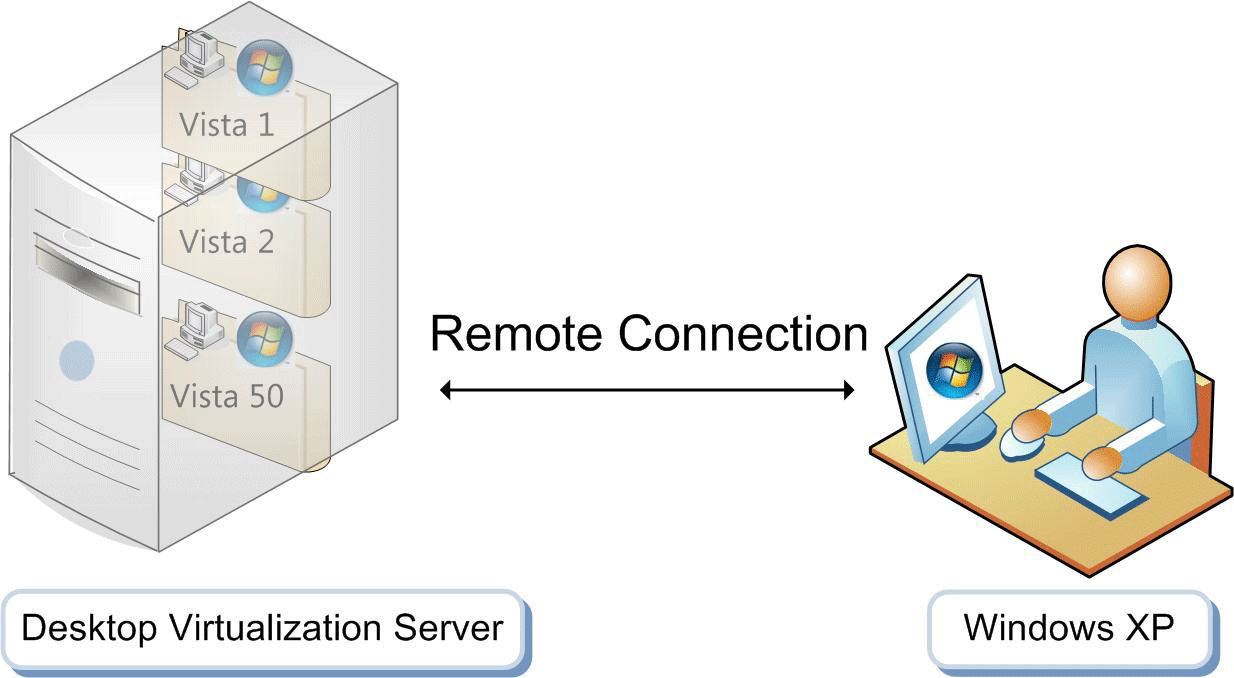 Vista 1
Vista 2
Vista 50
Remote Connection
Desktop Virtualization Server
Windows XP